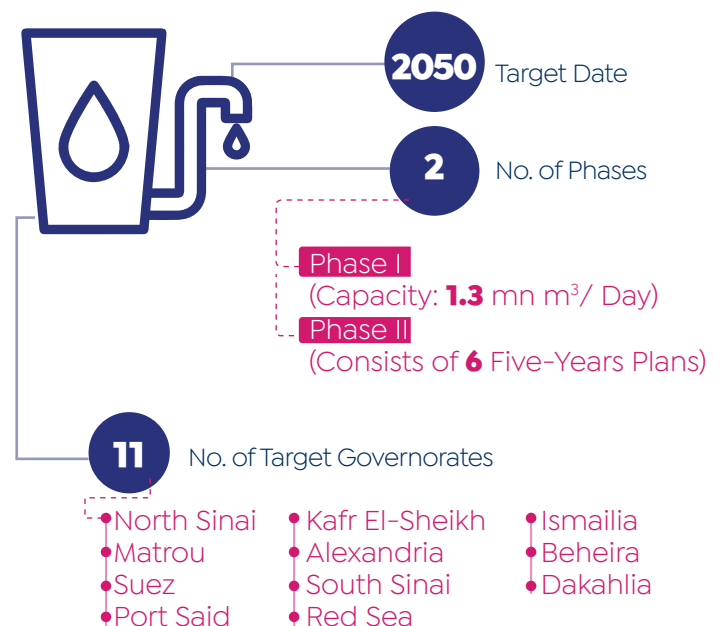 2050 Target Date
2 No. of Phases
Phase I
(Capacity: 1.3 mn m³/ Day)
Phase II
(Consists of 6 Five-Years Plans)
11 No. of Target Governorates
North Sinai
Matrou
Suez
Port Said
Kafr El-Sheikh
Alexandria
South Sinai
Red Sea
Ismailia
Beheira
Dakahlia